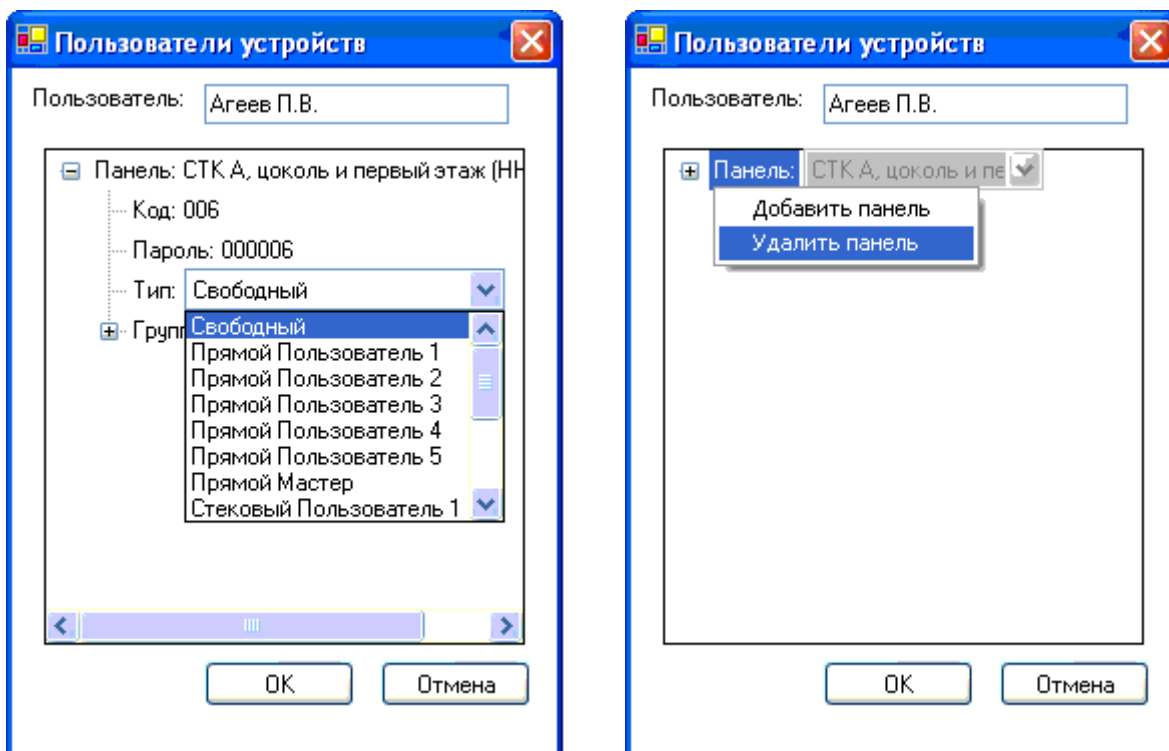 Пользователи устройств
Пользователь: Агеев П.В.
Панель: СТК А, цоколь и первый этаж (НН
Код: 006
Пароль: 000006
Тип: Свободный
Групп
Свободный
Прямой Пользователь 1
Прямой Пользователь 2
Прямой Пользователь 3
Прямой Пользователь 4
Прямой Пользователь 5
Прямой Мастер
Стековый Пользователь 1
OK Отмена
Пользователи устройств
Пользователь: Агеев П.В.
Панель: СТК А, цоколь и пе
Добавить панель
Удалить панель
OK Отмена